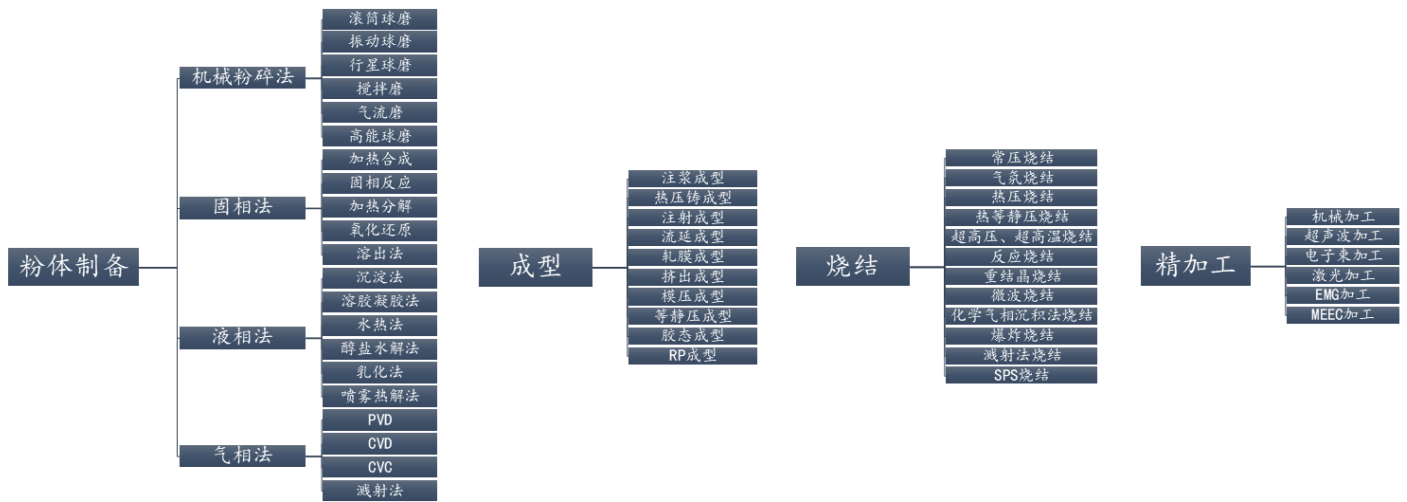 粉体制备
机械粉碎法
滚筒球磨
振动球磨
行星球磨
搅拌磨
气流磨
高能球磨
固相法
加热合成
固相反应
加热分解
氧化还原
溶出法
液相法
沉淀法
溶胶凝胶法
水热法
醇盐水解法
乳化法
喷雾热解法
气相法
PVD
CVD
CVC
溅射法
成型
注浆成型
热压铸成型
注射成型
流延成型
轧膜成型
挤出成型
模压成型
等静压成型
胶态成型
RP成型
烧结
常压烧结
气氛烧结
热压烧结
热等静压烧结
超高压、超高温烧结
反应烧结
重结晶烧结
微波烧结
化学气相沉积法烧结
爆炸烧结
溅射法烧结
SPS烧结
精加工
机械加工
超声波加工
电子束加工
激光加工
EMG加工
MEEC加工